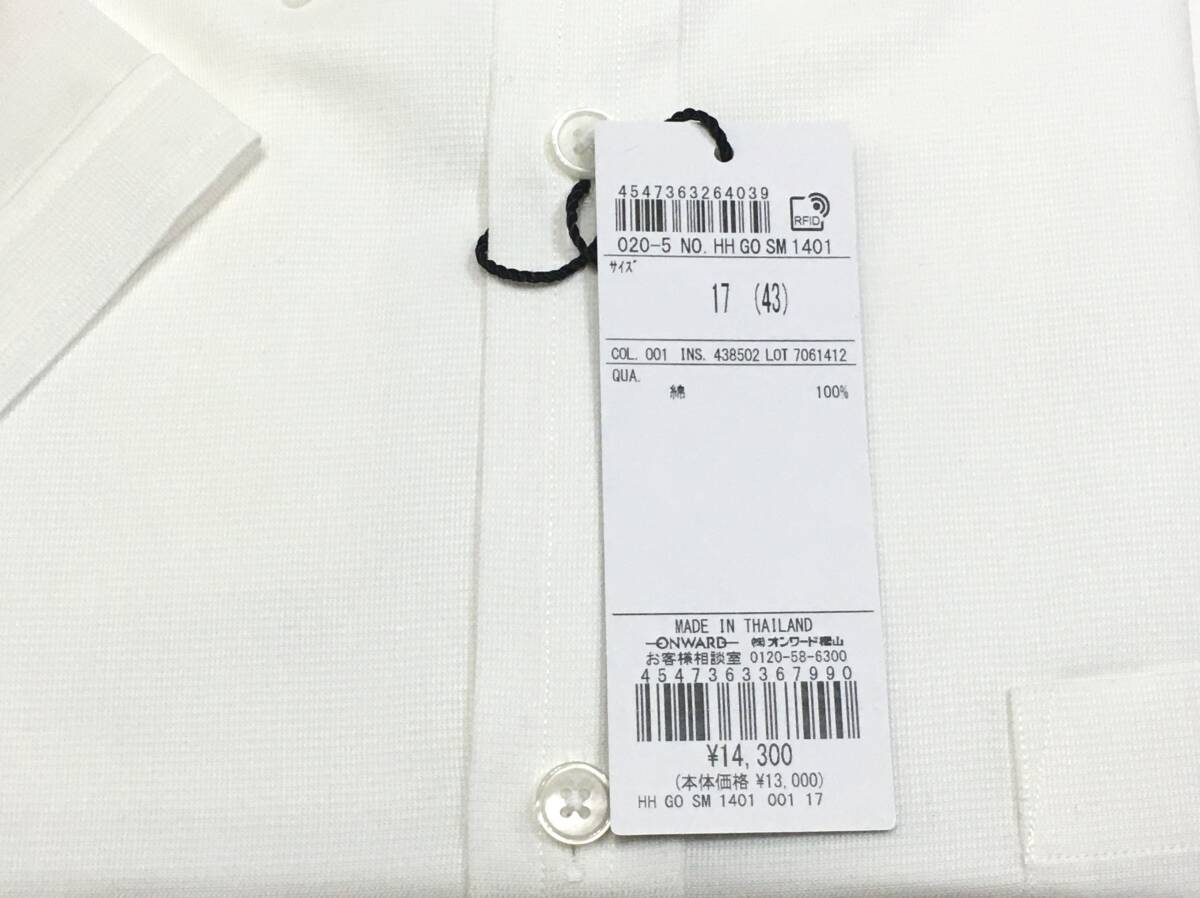 4547363264039
RFID
020-5 NO. HH GO SM 1401
サイズ
17 (43)
COL. 001 INS. 438502 LOT 7061412
QUA.
綿 100%
MADE IN THAILAND
ONWARD ㈱オンワード樫山
お客様相談室 0120-58-6300
4547363367990
¥14,300
(本体価格 ¥13,000)
HH GO SM 1401 001 17